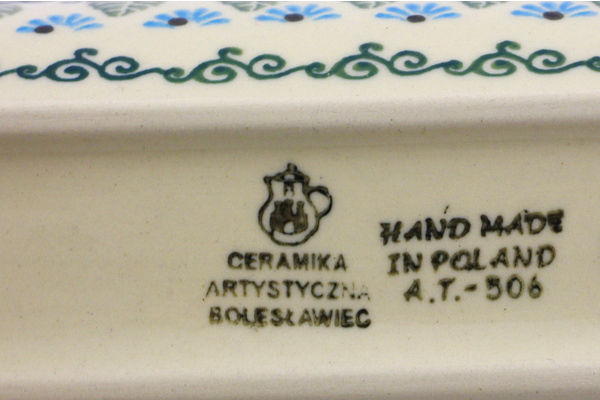 CERAMIKA
ARTYSTYCZNA
BOLESŁAWIEC
HAND MADE
IN POLAND
A.T.-506